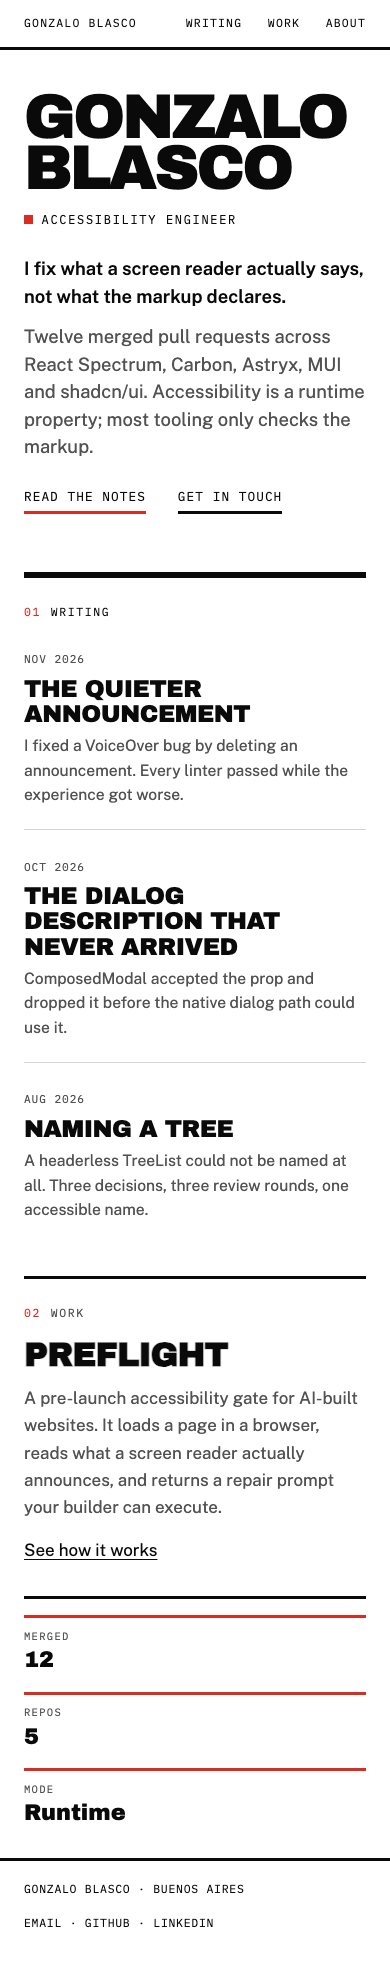 GONZALO BLASCO WRITING WORK ABOUT
GONZALO
BLASCO
ACCESSIBILITY ENGINEER
I fix what a screen reader actually says,
not what the markup declares.
Twelve merged pull requests across
React Spectrum, Carbon, Astryx, MUI
and shadcn/ui. Accessibility is a runtime
property; most tooling only checks the
markup.
READ THE NOTES GET IN TOUCH
01 WRITING
NOV 2026
THE QUIETER
ANNOUNCEMENT
I fixed a VoiceOver bug by deleting an
announcement. Every linter passed while the
experience got worse.
OCT 2026
THE DIALOG
DESCRIPTION THAT
NEVER ARRIVED
ComposedModal accepted the prop and
dropped it before the native dialog path could
use it.
AUG 2026
NAMING A TREE
A headerless TreeList could not be named at
all. Three decisions, three review rounds, one
accessible name.
02 WORK
PREFLIGHT
A pre-launch accessibility gate for AI-built
websites. It loads a page in a browser,
reads what a screen reader actually
announces, and returns a repair prompt
your builder can execute.
See how it works
MERGED
12
REPOS
5
MODE
Runtime
GONZALO BLASCO · BUENOS AIRES
EMAIL · GITHUB · LINKEDIN